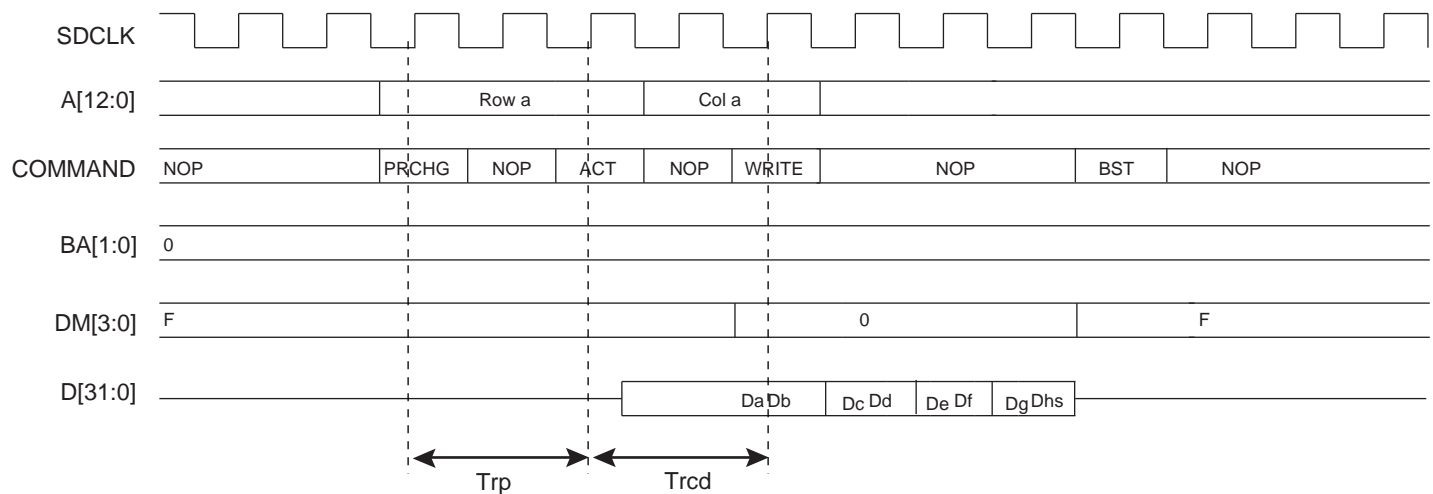 SDCLK
A[12:0] Row a Col a
COMMAND NOP PRCHG NOP ACT NOP WRITE NOP BST NOP
BA[1:0] 0
DM[3:0] F 0 F
D[31:0] Da Db Dc Dd De Df Dg Dhs
Trp Trcd